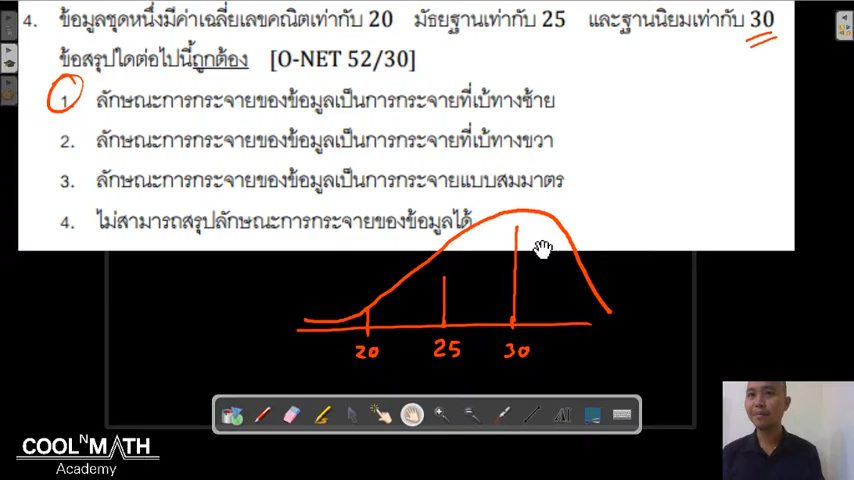 4. ข้อมูลชุดหนึ่งมีค่าเฉลี่ยเลขคณิตเท่ากับ 20 มัธยฐานเท่ากับ 25 และฐานนิยมเท่ากับ 30
ข้อสรุปใดต่อไปนี้ถูกต้อง [O-NET 52/30]
1. ลักษณะการกระจายของข้อมูลเป็นการกระจายที่เบ้ทางซ้าย
2. ลักษณะการกระจายของข้อมูลเป็นการกระจายที่เบ้ทางขวา
3. ลักษณะการกระจายของข้อมูลเป็นการกระจายแบบสมมาตร
4. ไม่สามารถสรุปลักษณะการกระจายของข้อมูลได้
20 25 30
COOL N MATH
Academy